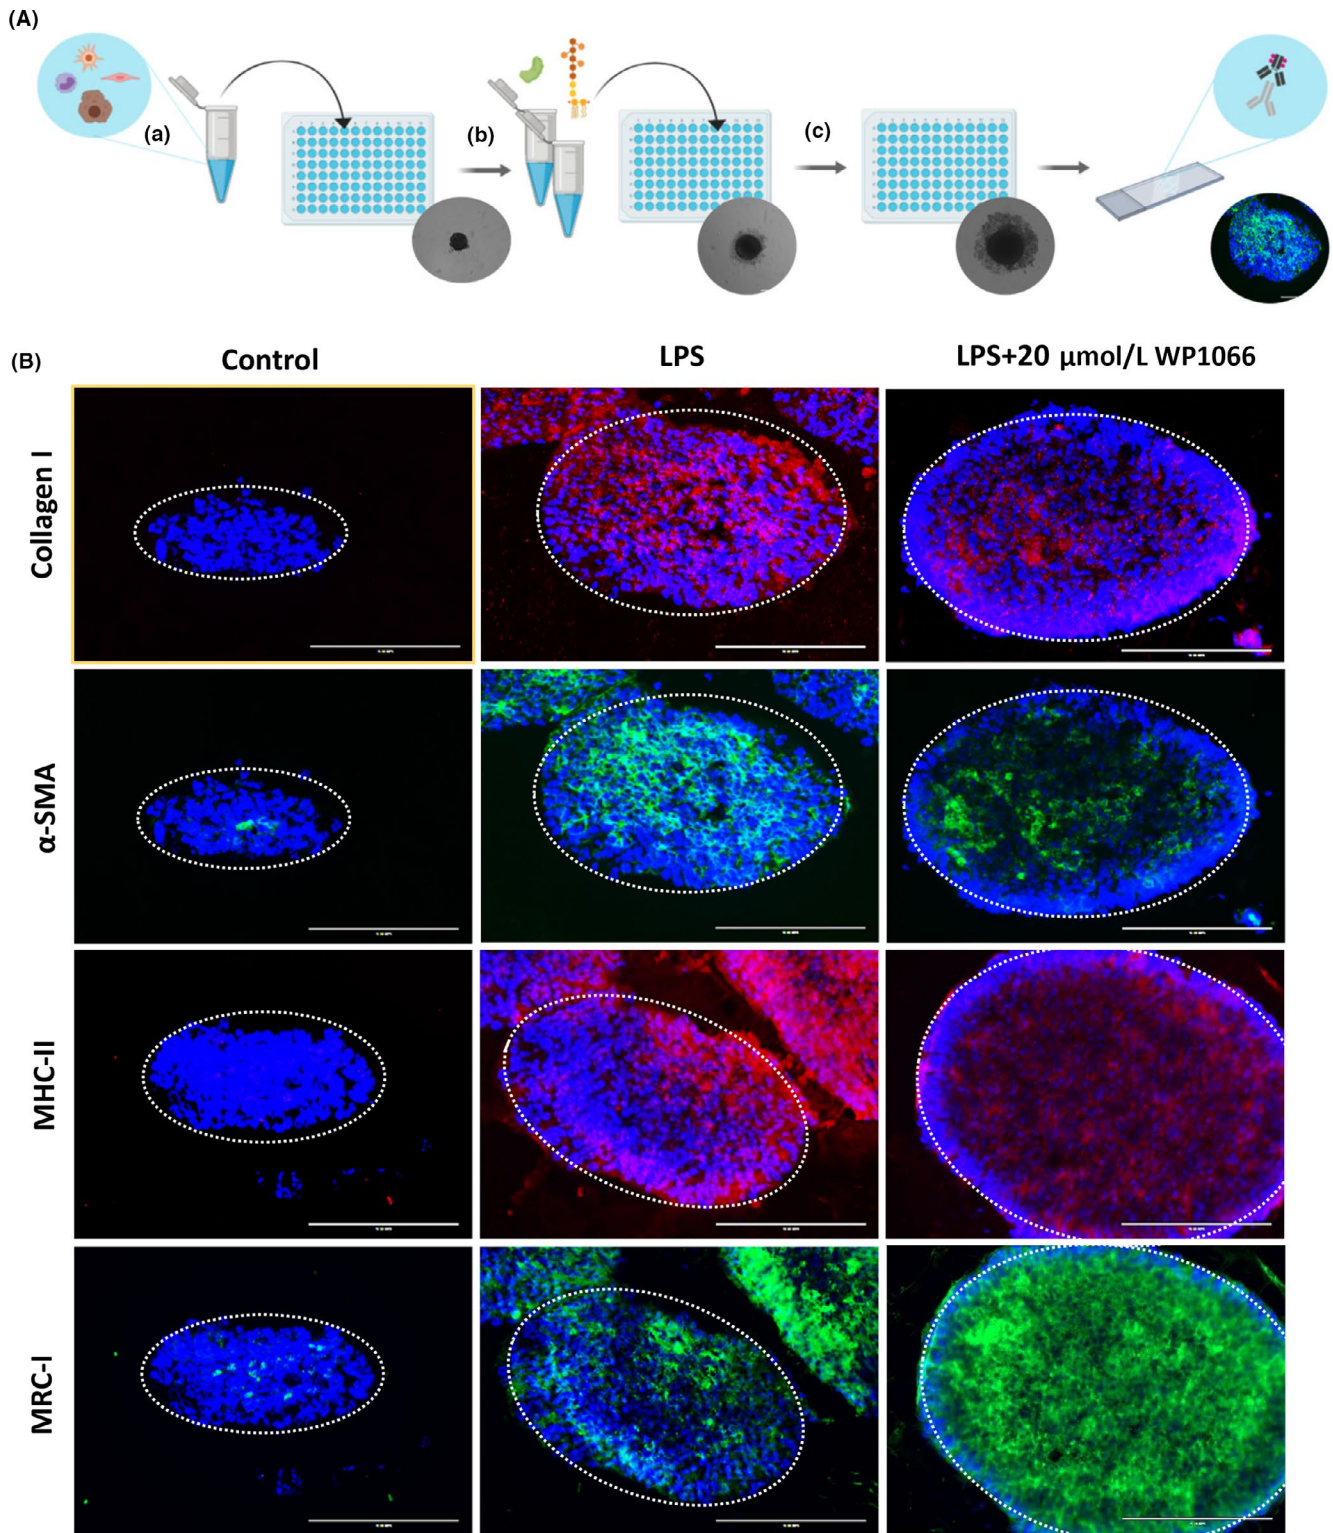 (A)
(a)
(b)
(c)
(B)
Control
LPS
LPS+20 μmol/L WP1066
Collagen I
α-SMA
MHC-II
MRC-I